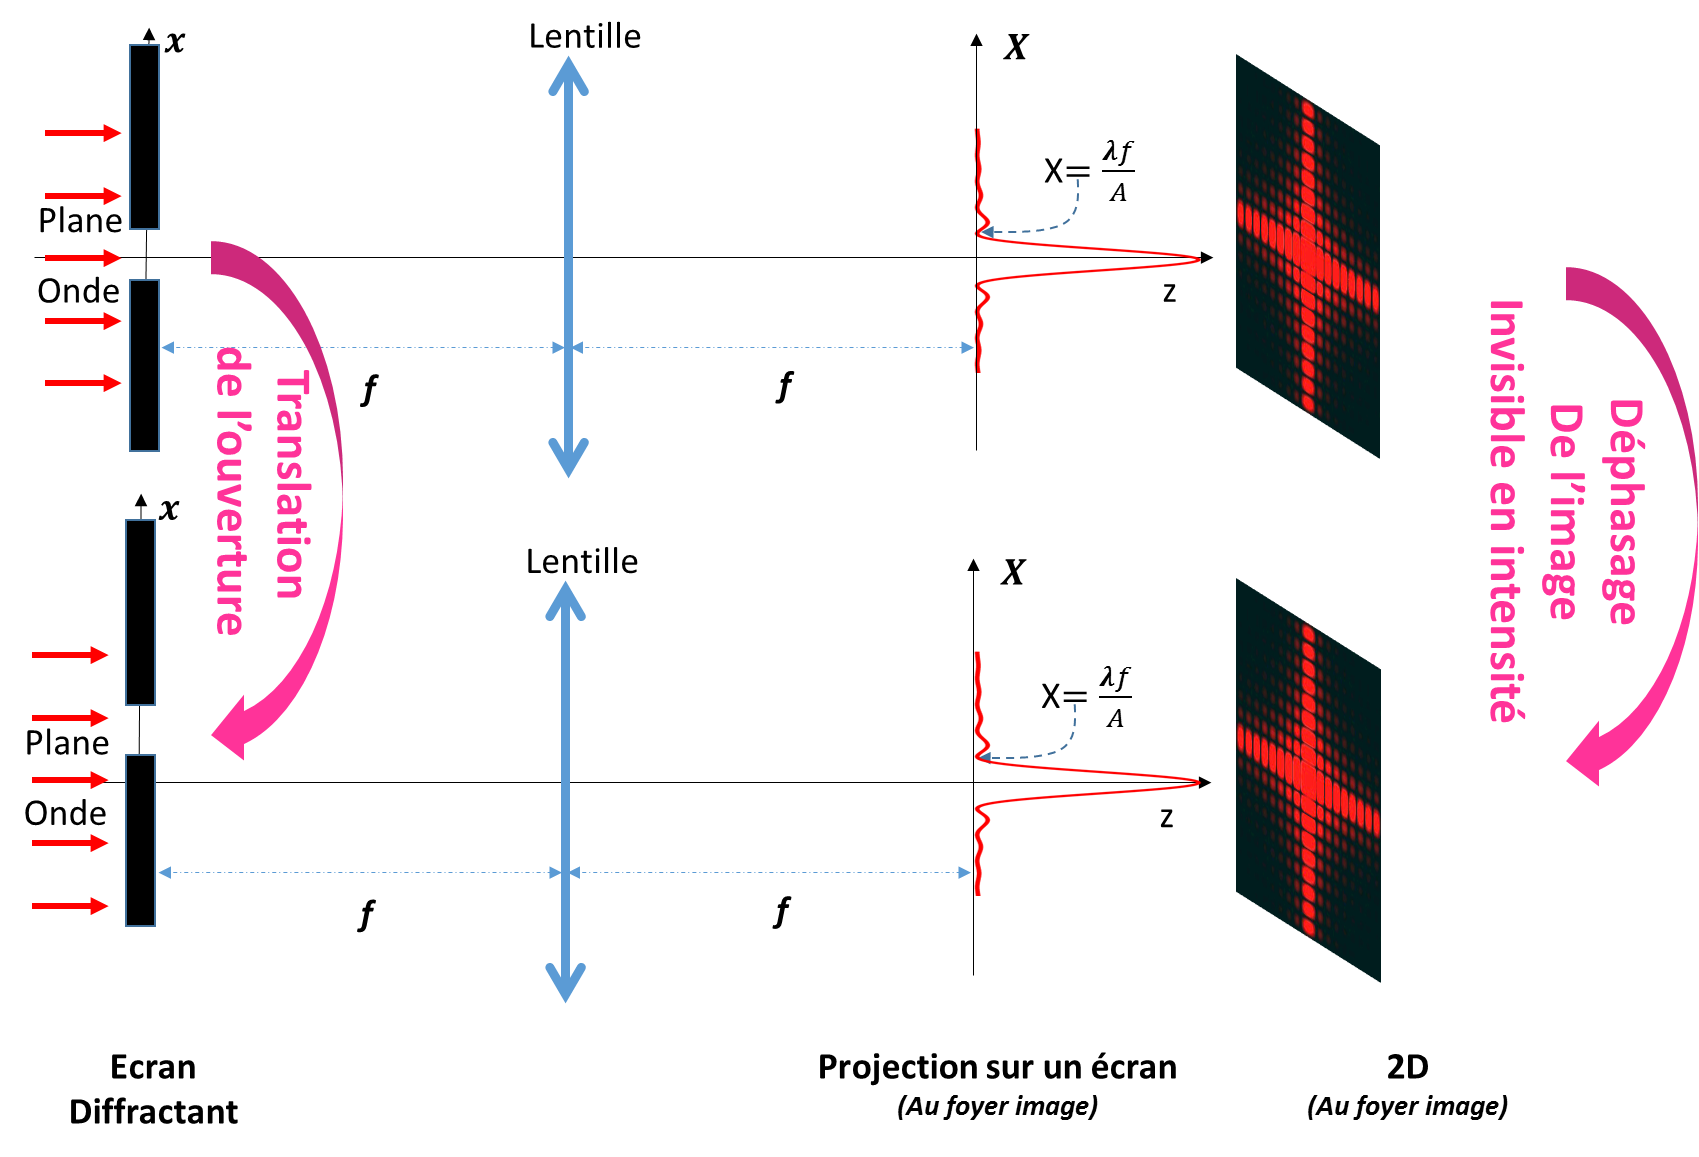 x
Lentille
X
X= λf/A
Plane
Onde
z
f
f
Translation
de l'ouverture
Déphasage
De l'image
Invisible en intensité
x
Lentille
X
X= λf/A
Plane
Onde
z
f
f
Ecran
Diffractant
Projection sur un écran
(Au foyer image)
2D
(Au foyer image)